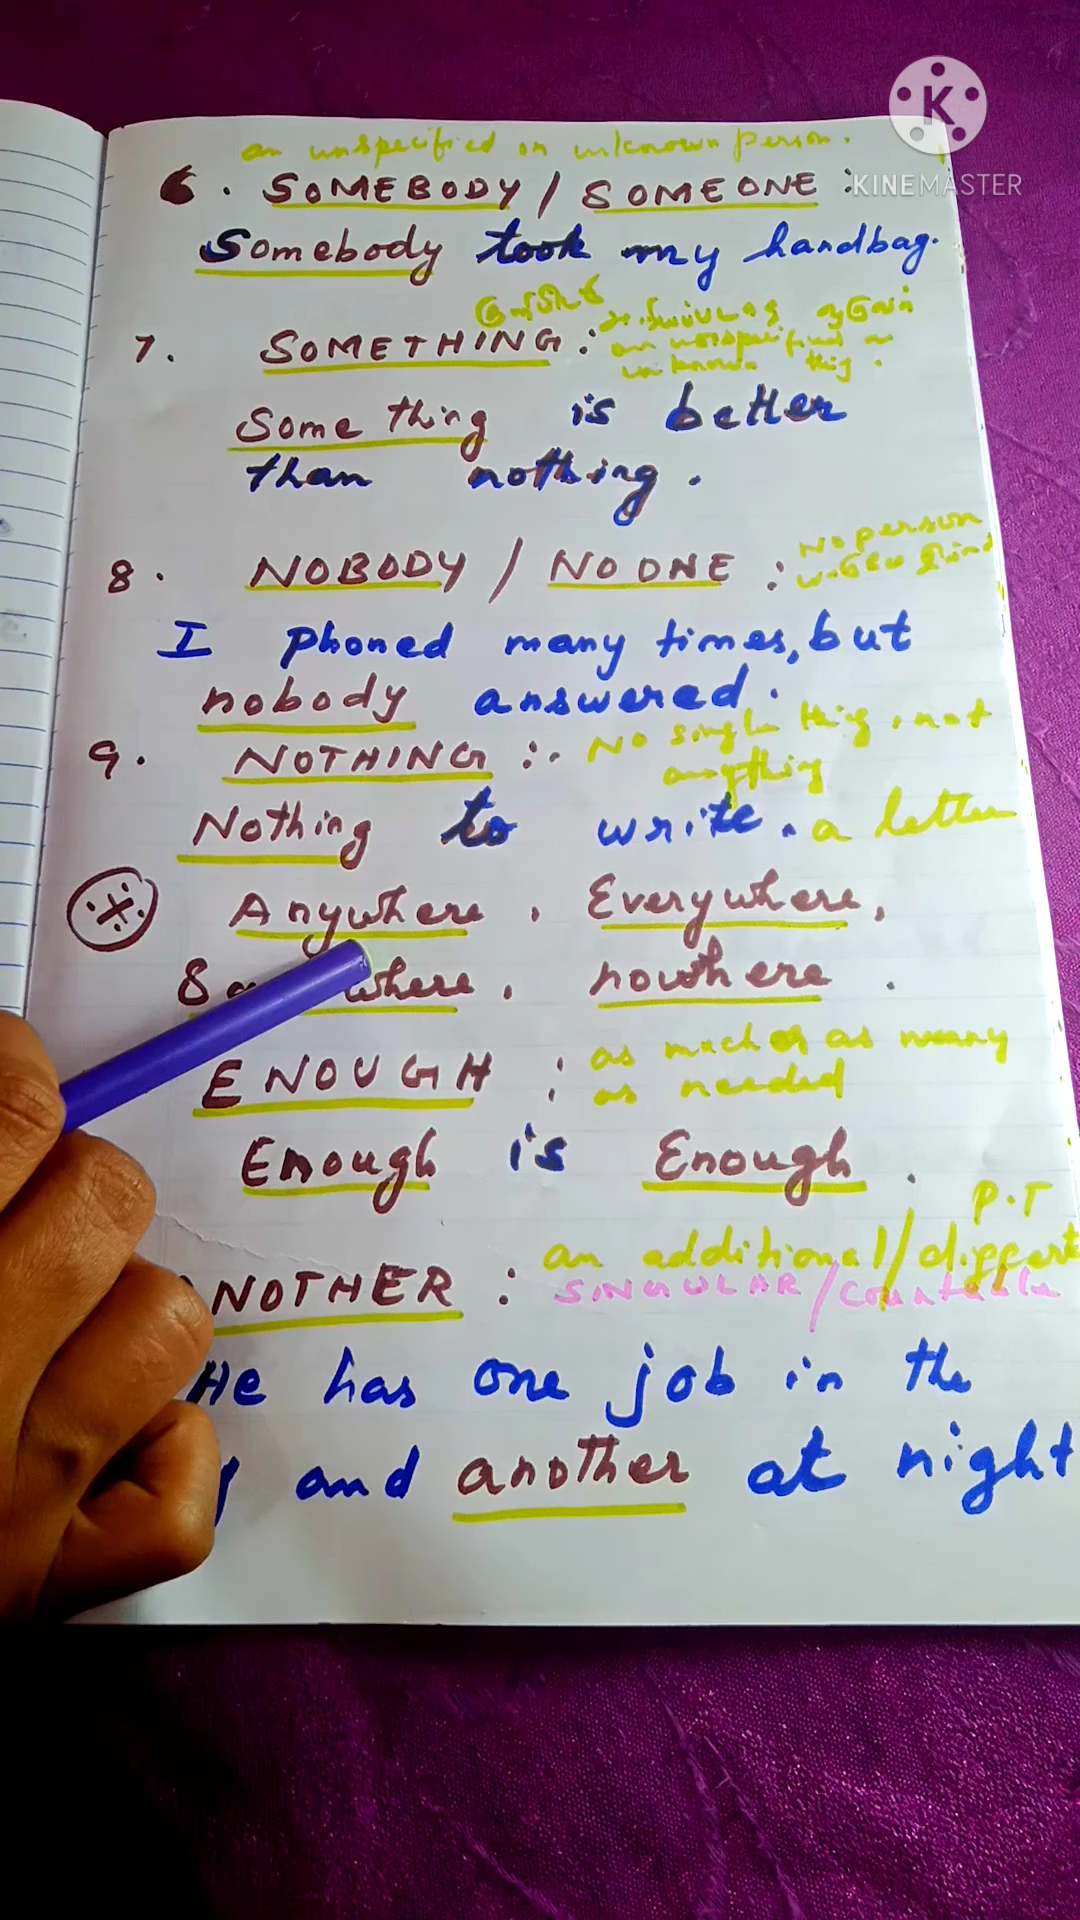 K
KINEMASTER
an unspecified or unknown person.
6. SOMEBODY / SOMEONE :
Somebody took my handbag.
7. SOMETHING :
an unspecified or
unknown thig.
Some thing is better
than nothing.
8. NOBODY / NO ONE :
No person
I phoned many times, but
nobody answered.
9. NOTHING :- No single thig, not
anything
Nothing to write. a letter
Anywhere, Everywhere,
where, nowhere.
ENOUGH : as much or as many
as needed
Enough is Enough.
P.T
an additional/
NOTHER : SINGULAR/Countable
He has one job in the
and another at night